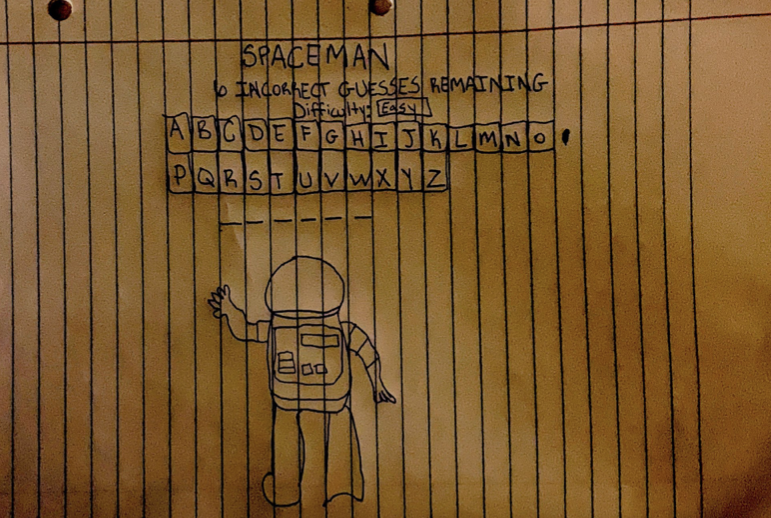 SPACEMAN
6 INCORRECT GUESSES REMAINING
Difficulty: Easy
A B C D E F G H I J K L M N O
P Q R S T U V W X Y Z
_ _ _ _ _ _